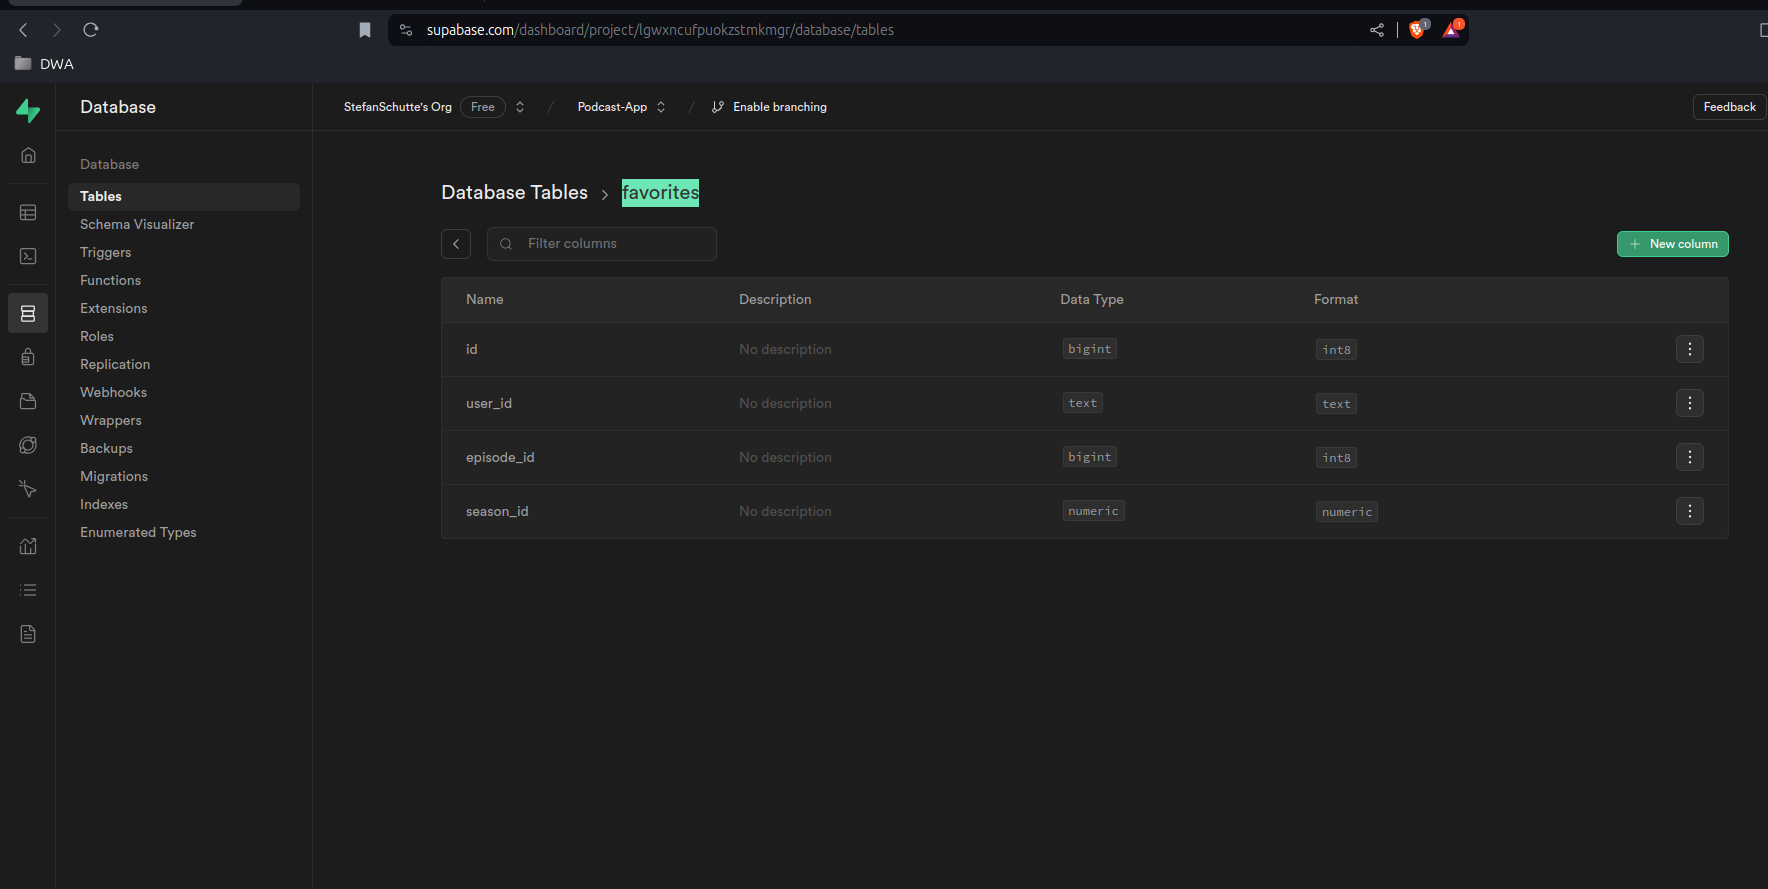 supabase.com/dashboard/project/lgwxncufpuokzstmkmgr/database/tables
1
1
DWA
Database
StefanSchutte's Org Free / Podcast-App / Enable branching
Feedback
Database
Tables
Schema Visualizer
Triggers
Functions
Extensions
Roles
Replication
Webhooks
Wrappers
Backups
Migrations
Indexes
Enumerated Types
Database Tables > favorites
Filter columns
+ New column
Name Description Data Type Format
id No description bigint int8
user_id No description text text
episode_id No description bigint int8
season_id No description numeric numeric